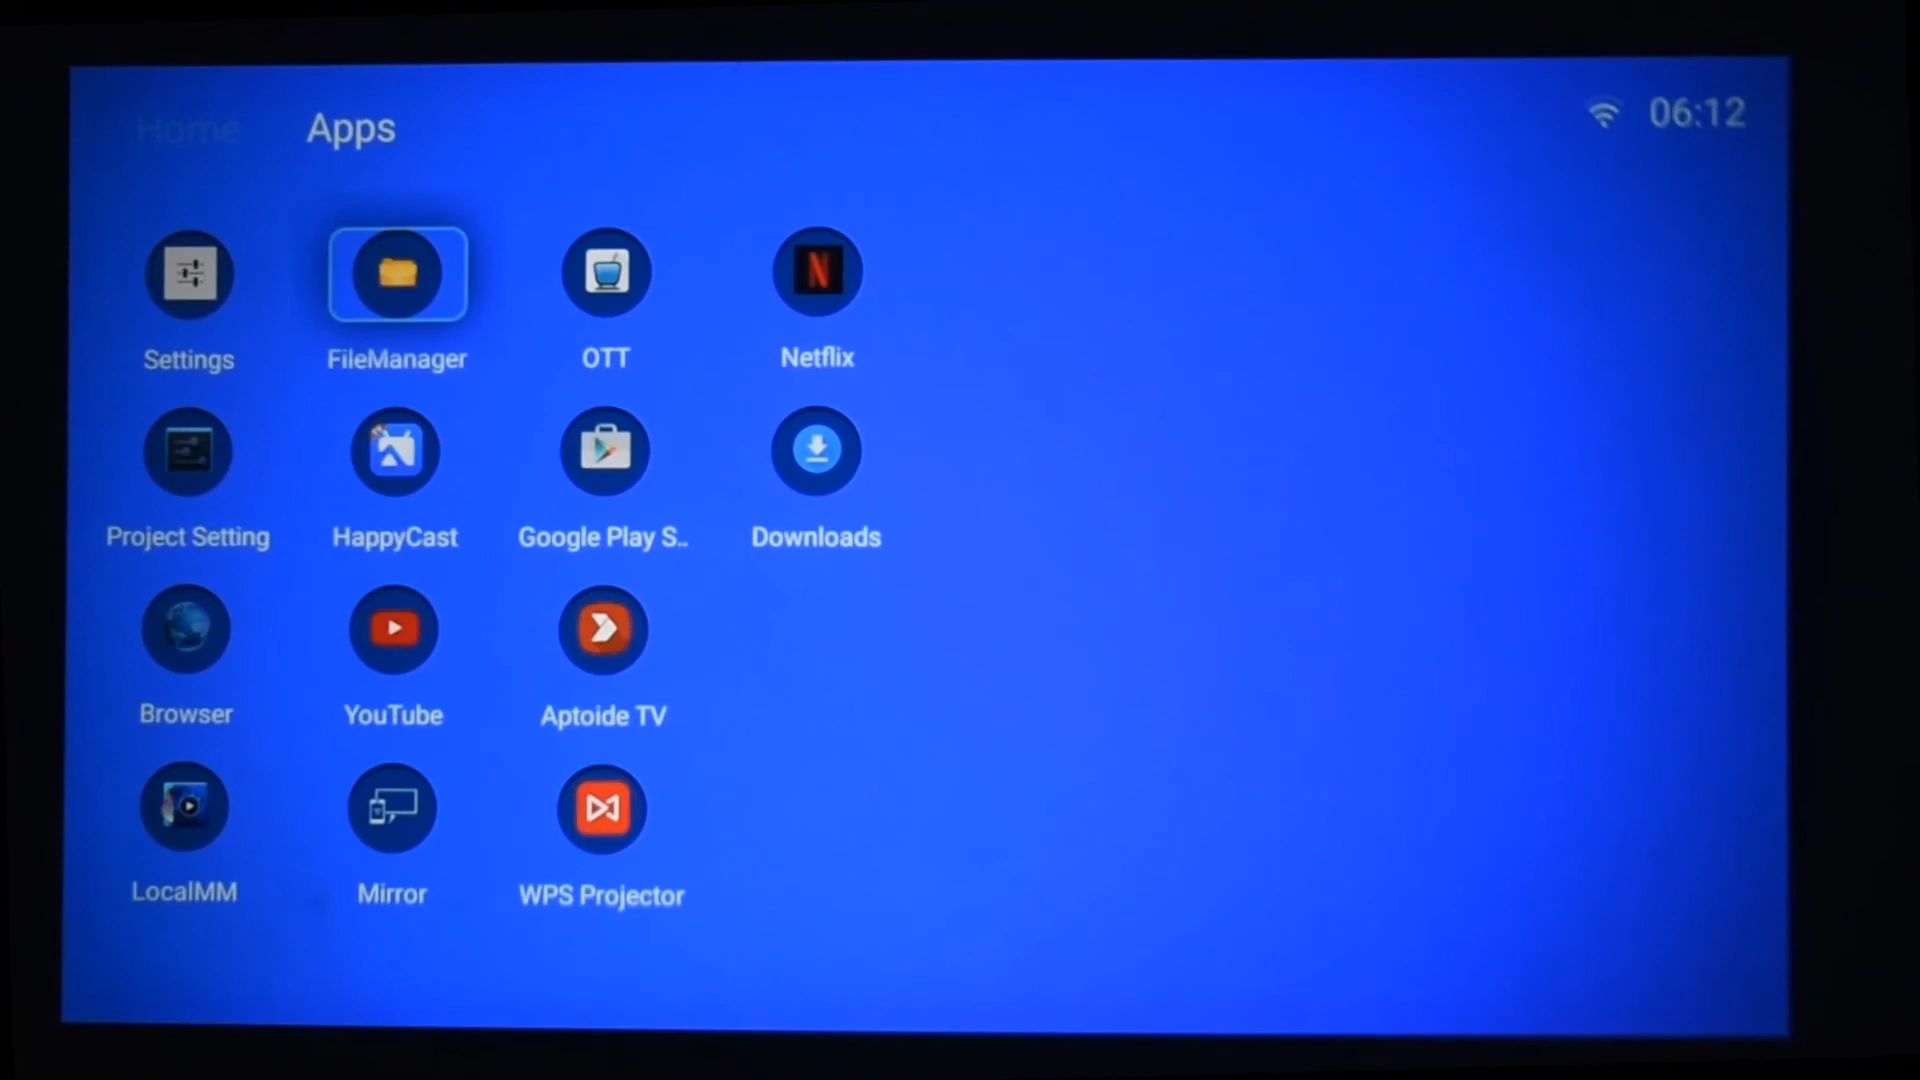 Home Apps 06:12
Settings FileManager OTT Netflix
Project Setting HappyCast Google Play S.. Downloads
Browser YouTube Aptoide TV
LocalMM Mirror WPS Projector